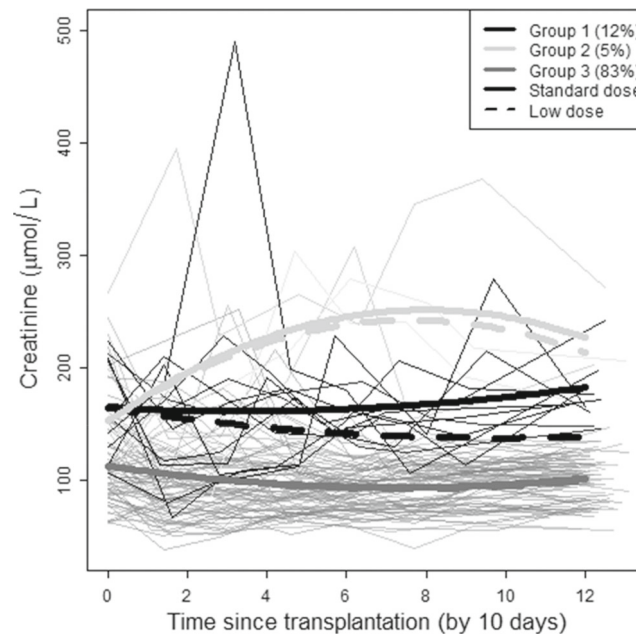 Group 1 (12%)
Group 2 (5%)
Group 3 (83%)
Standard dose
Low dose
500
400
300
200
100
Creatinine (μmol/ L)
0 2 4 6 8 10 12
Time since transplantation (by 10 days)